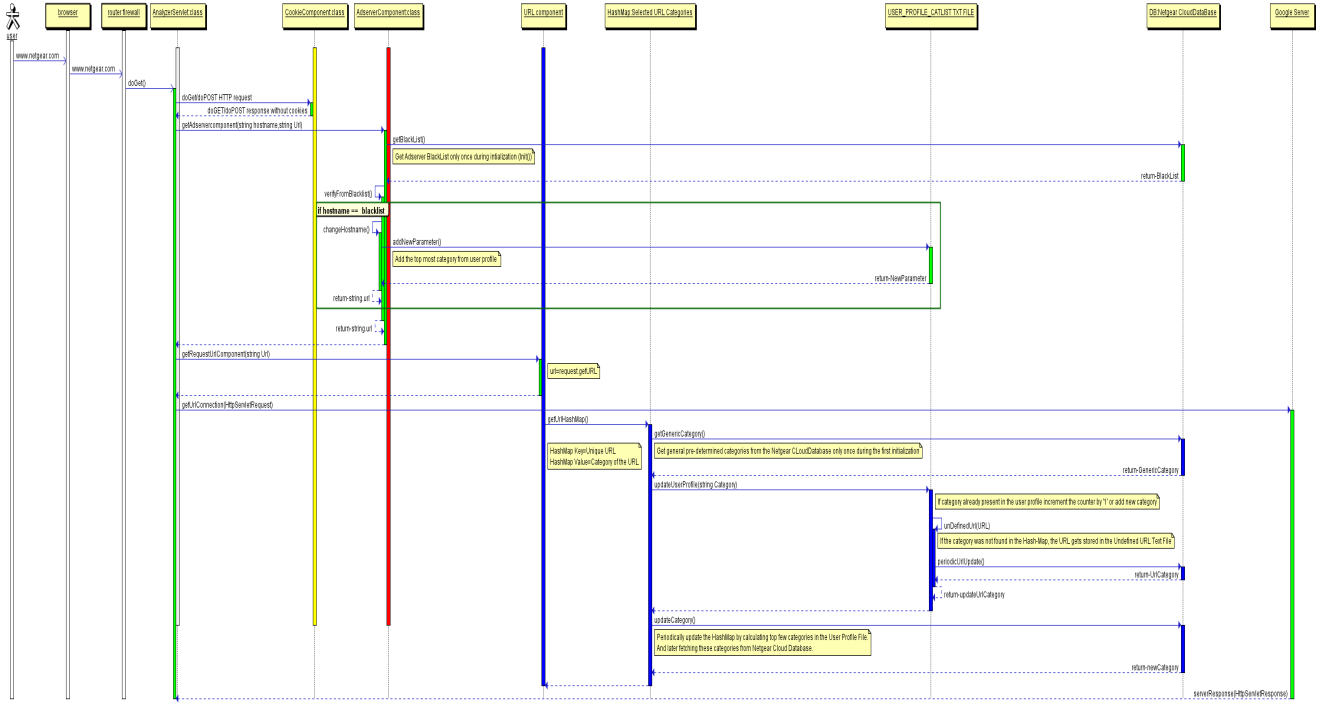 user
browser
router:firewall
AnalyzerServlet:class
CookieComponent:class
AdserverComponent:class
URL component
HashMap:Selected URL Categories
USER_PROFILE_CATLIST TXT FILE
DB:Netgear CloudDataBase
Google Server
www.netgear.com
www.netgear.com
doGet()
doGet/doPOST HTTP request
doGET/doPOST response without cookies
getAdservercomponent(string hostname,string Url)
getBlackList()
Get Adserver BlackList only once during intialization (Init())
return-BlackList
verifyFromBlacklist()
if hostname == blacklist
changeHostname()
addNewParameter()
Add the top most category from user profile
return-NewParameter
return-string.url
return-string.url
getRequestUrlComponent(string Url)
url=request.getURL
getUrlConnection(HttpServletRequest)
getUrlHashMap()
getGenericCategory()
HashMap Key=Unique URL
HashMap Value=Category of the URL
Get general pre-determined categories from the Netgear CLoudDatabase only once during the first initialization
return-GenericCategory
updateUserProfile(string Category)
If category already present in the user profile increment the counter by "1" or add new category
unDefinedUrl(URL)
If the category was not found in the Hash-Map, the URL gets stored in the Undefined URL Text File
periodicUrlUpdate()
return-UrlCategory
return-updateUrlCategory
updateCategory()
Periodically update the HashMap by calculating top few categories in the User Profile File.
And later fetching these categories from Netgear Cloud Database.
return-newCategory
serverResponse(HttpServletResponse)